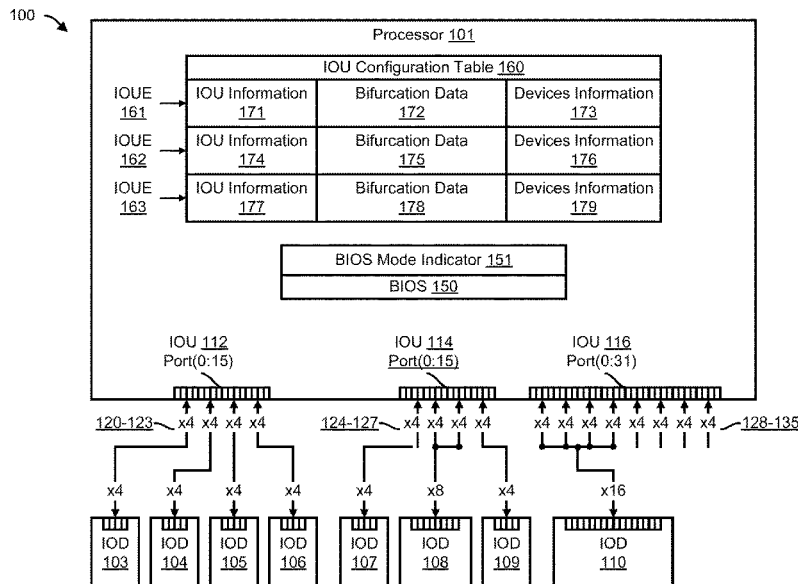 100
Processor 101
IOU Configuration Table 160
IOUE 161
IOU Information 171
Bifurcation Data 172
Devices Information 173
IOUE 162
IOU Information 174
Bifurcation Data 175
Devices Information 176
IOUE 163
IOU Information 177
Bifurcation Data 178
Devices Information 179
BIOS Mode Indicator 151
BIOS 150
IOU 112
Port(0:15)
IOU 114
Port(0:15)
IOU 116
Port(0:31)
120-123 x4 x4 x4 x4
124-127 x4 x4 x4 x4
x4 x4 x4 x4 x4 x4 x4 x4 128-135
x4 x4 x4 x4 x4 x8 x4 x16
IOD 103
IOD 104
IOD 105
IOD 106
IOD 107
IOD 108
IOD 109
IOD 110